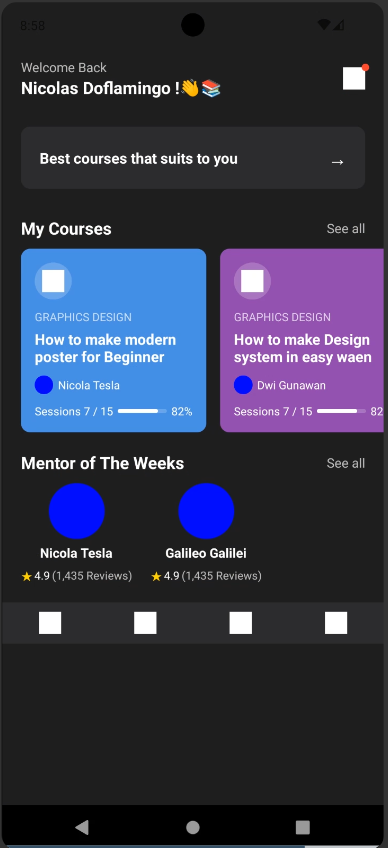 8:58
Welcome Back
Nicolas Doflamingo !👋📚
Best courses that suits to you →
My Courses See all
GRAPHICS DESIGN
How to make modern
poster for Beginner
Nicola Tesla
Sessions 7 / 15 82%
GRAPHICS DESIGN
How to make Design
system in easy waen
Dwi Gunawan
Sessions 7 / 15 82
Mentor of The Weeks See all
Nicola Tesla
★ 4.9 (1,435 Reviews)
Galileo Galilei
★ 4.9 (1,435 Reviews)